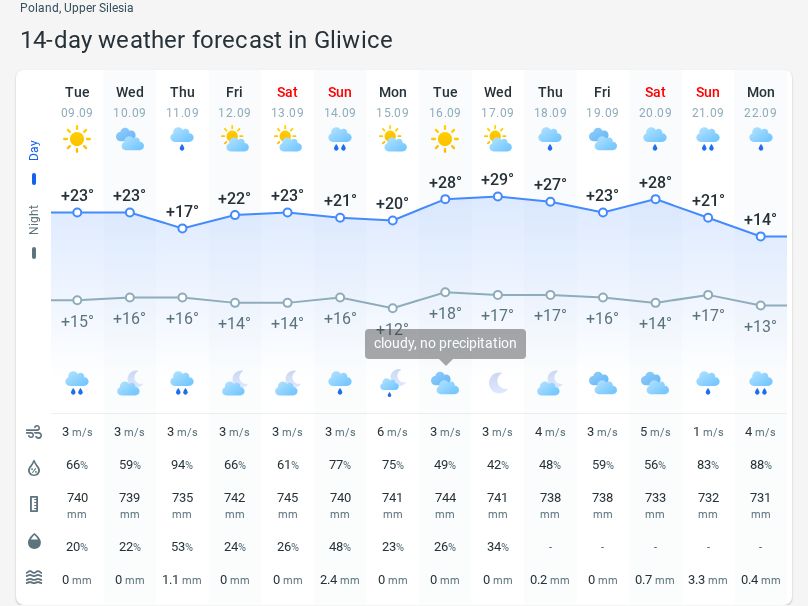 Poland, Upper Silesia
14-day weather forecast in Gliwice
Tue Wed Thu Fri Sat Sun Mon Tue Wed Thu Fri Sat Sun Mon
09.09 10.09 11.09 12.09 13.09 14.09 15.09 16.09 17.09 18.09 19.09 20.09 21.09 22.09
Day
+23° +23° +17° +22° +23° +21° +20° +28° +29° +27° +23° +28° +21° +14°
Night
+15° +16° +16° +14° +14° +16° +12° +18° +17° +17° +16° +14° +17° +13°
cloudy, no precipitation
3 m/s 3 m/s 3 m/s 3 m/s 3 m/s 3 m/s 6 m/s 3 m/s 3 m/s 4 m/s 3 m/s 5 m/s 1 m/s 4 m/s
66% 59% 94% 66% 61% 77% 75% 49% 42% 48% 59% 56% 83% 88%
740 739 735 742 745 740 741 744 741 738 738 733 732 731
mm mm mm mm mm mm mm mm mm mm mm mm mm mm
20% 22% 53% 24% 26% 48% 23% 26% 34% - - - - -
0 mm 0 mm 1.1 mm 0 mm 0 mm 2.4 mm 0 mm 0 mm 0 mm 0.2 mm 0 mm 0.7 mm 3.3 mm 0.4 mm